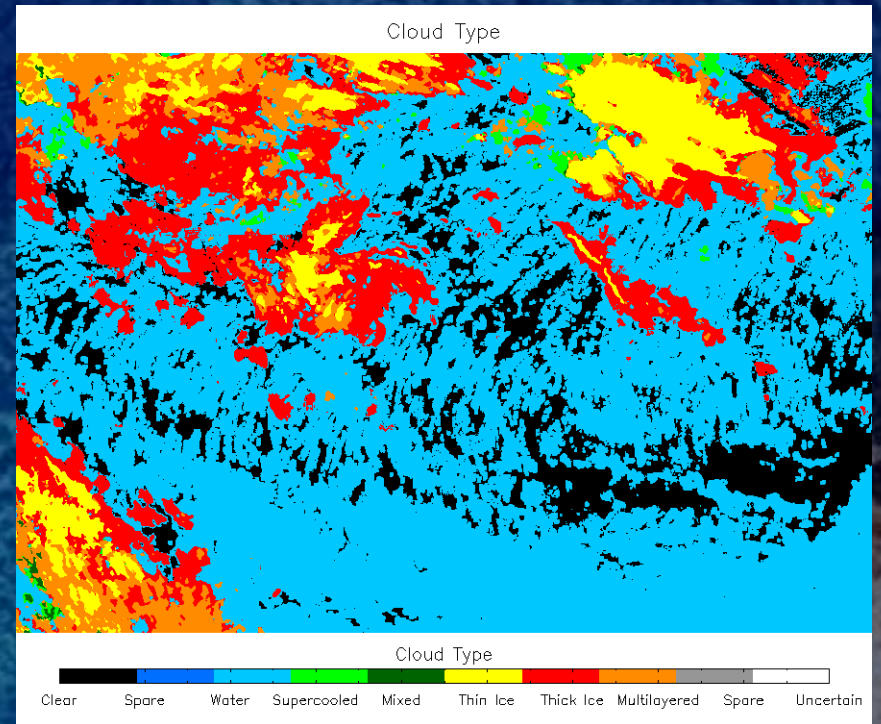 Cloud Type
Cloud Type
Clear Spare Water Supercooled Mixed Thin Ice Thick Ice Multilayered Spare Uncertain